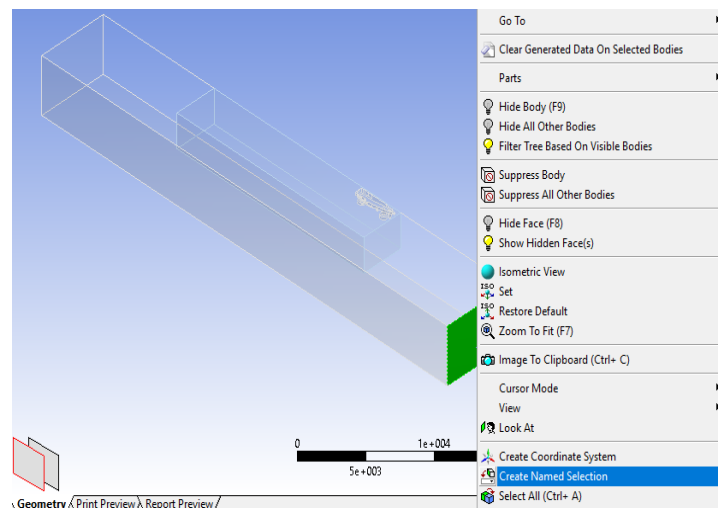 Go To
Clear Generated Data On Selected Bodies
Parts
Hide Body (F9)
Hide All Other Bodies
Filter Tree Based On Visible Bodies
Suppress Body
Suppress All Other Bodies
Hide Face (F8)
Show Hidden Face(s)
Isometric View
ISO Set
ISO Restore Default
Zoom To Fit (F7)
Image To Clipboard (Ctrl+ C)
Cursor Mode
View
Look At
Create Coordinate System
Create Named Selection
Select All (Ctrl+ A)
0 1e+004
5e+003
Geometry Print Preview Report Preview